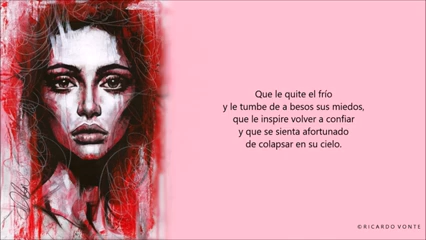 Que le quite el frío
y le tumbe de a besos sus miedos,
que le inspire volver a confiar
y que se sienta afortunado
de colapsar en su cielo.
©RICARDO VONTE